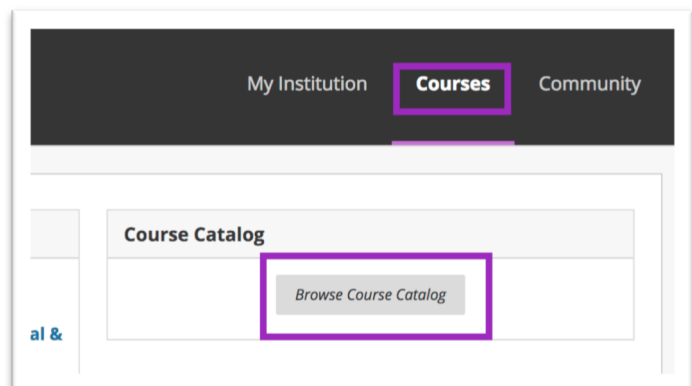 My Institution Courses Community
Course Catalog
Browse Course Catalog
al &